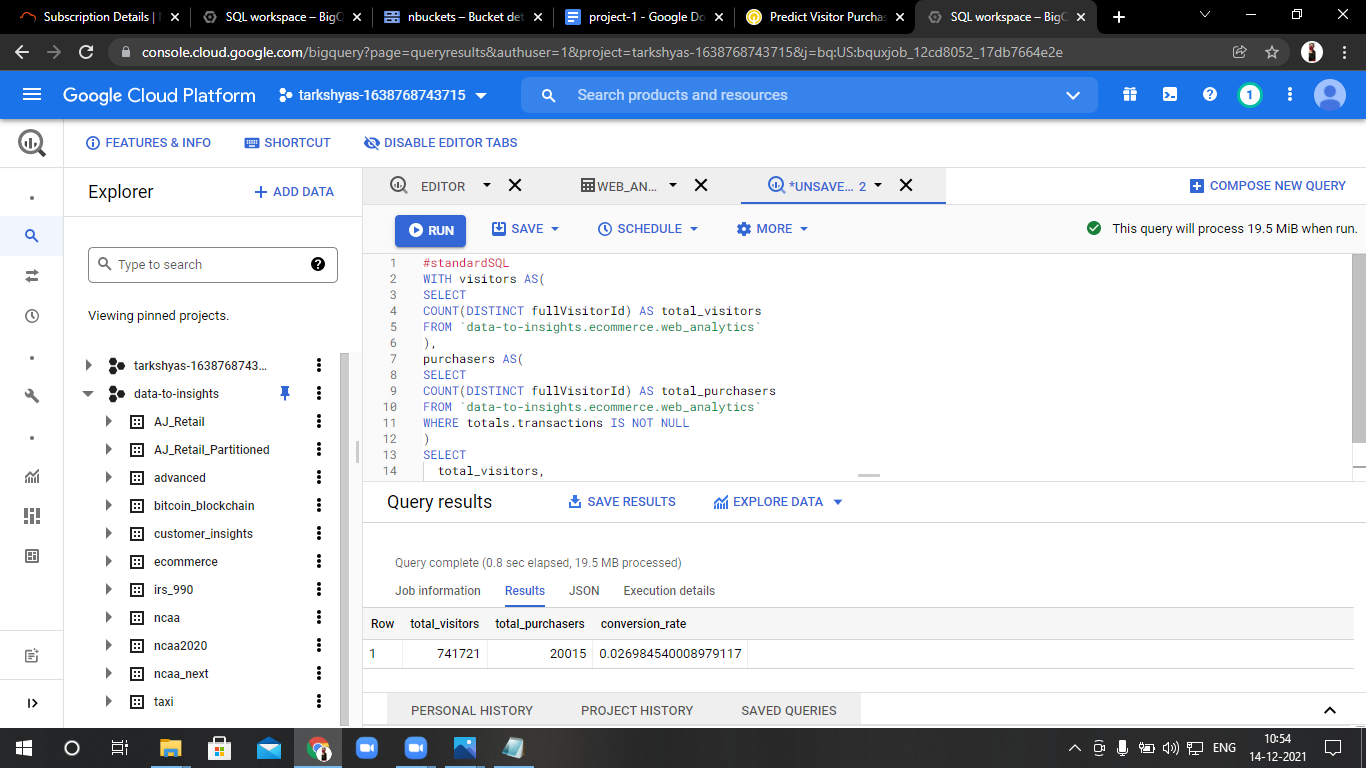 Subscription Details |
SQL workspace – Big
nbuckets – Bucket det
project-1 - Google Do
Predict Visitor Purchas
SQL workspace – Big
console.cloud.google.com/bigquery?page=queryresults&authuser=1&project=tarkshyas-1638768743715&j=bq:US:bquxjob_12cd8052_17db7664e2e
Google Cloud Platform
tarkshyas-1638768743715
Search products and resources
1
FEATURES & INFO
SHORTCUT
DISABLE EDITOR TABS
Explorer
+ ADD DATA
EDITOR
WEB_AN...
*UNSAVE... 2
COMPOSE NEW QUERY
RUN
SAVE
SCHEDULE
MORE
This query will process 19.5 MiB when run.
Type to search
Viewing pinned projects.
tarkshyas-1638768743...
data-to-insights
AJ_Retail
AJ_Retail_Partitioned
advanced
bitcoin_blockchain
customer_insights
ecommerce
irs_990
ncaa
ncaa2020
ncaa_next
taxi
1 #standardSQL
2 WITH visitors AS(
3 SELECT
4 COUNT(DISTINCT fullVisitorId) AS total_visitors
5 FROM `data-to-insights.ecommerce.web_analytics`
6 ),
7 purchasers AS(
8 SELECT
9 COUNT(DISTINCT fullVisitorId) AS total_purchasers
10 FROM `data-to-insights.ecommerce.web_analytics`
11 WHERE totals.transactions IS NOT NULL
12 )
13 SELECT
14 total_visitors,
Query results
SAVE RESULTS
EXPLORE DATA
Query complete (0.8 sec elapsed, 19.5 MB processed)
Job information
Results
JSON
Execution details
Row total_visitors total_purchasers conversion_rate
1 741721 20015 0.026984540008979117
PERSONAL HISTORY
PROJECT HISTORY
SAVED QUERIES
ENG
10:54
14-12-2021